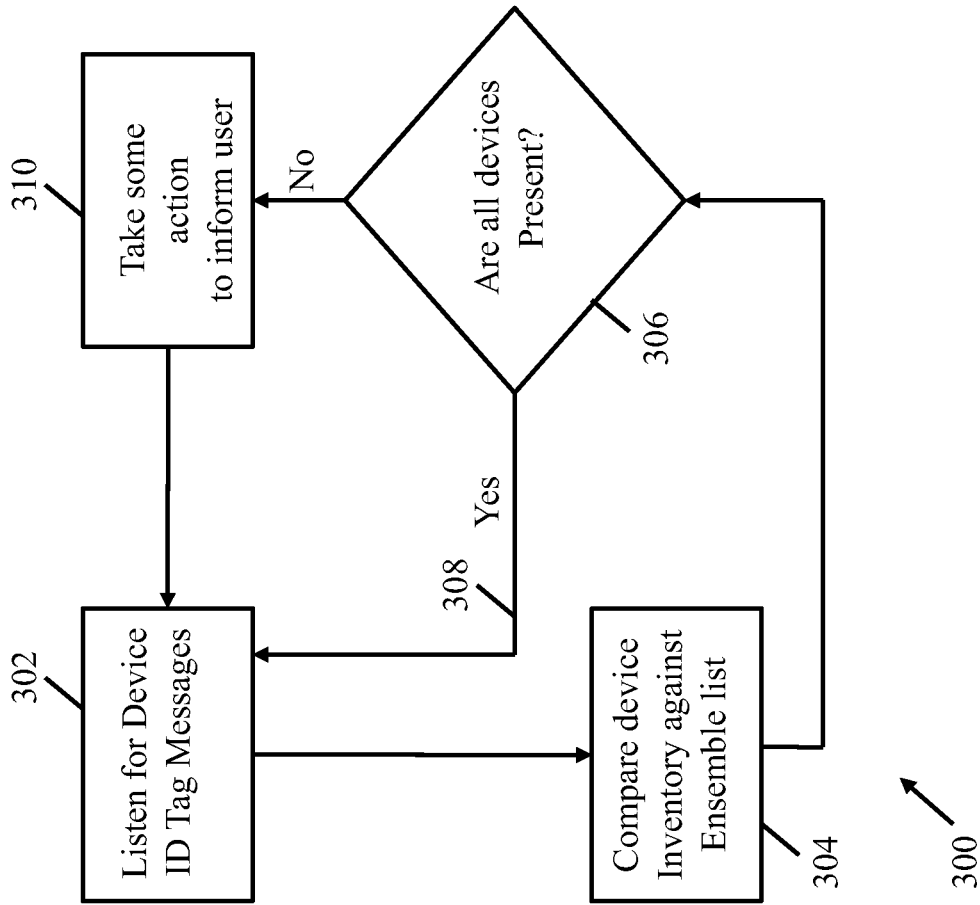 302
Listen for Device
ID Tag Messages
310
Take some
action
to inform user
308
Yes
No
Are all devices
Present?
306
Compare device
Inventory against
Ensemble list
304
300